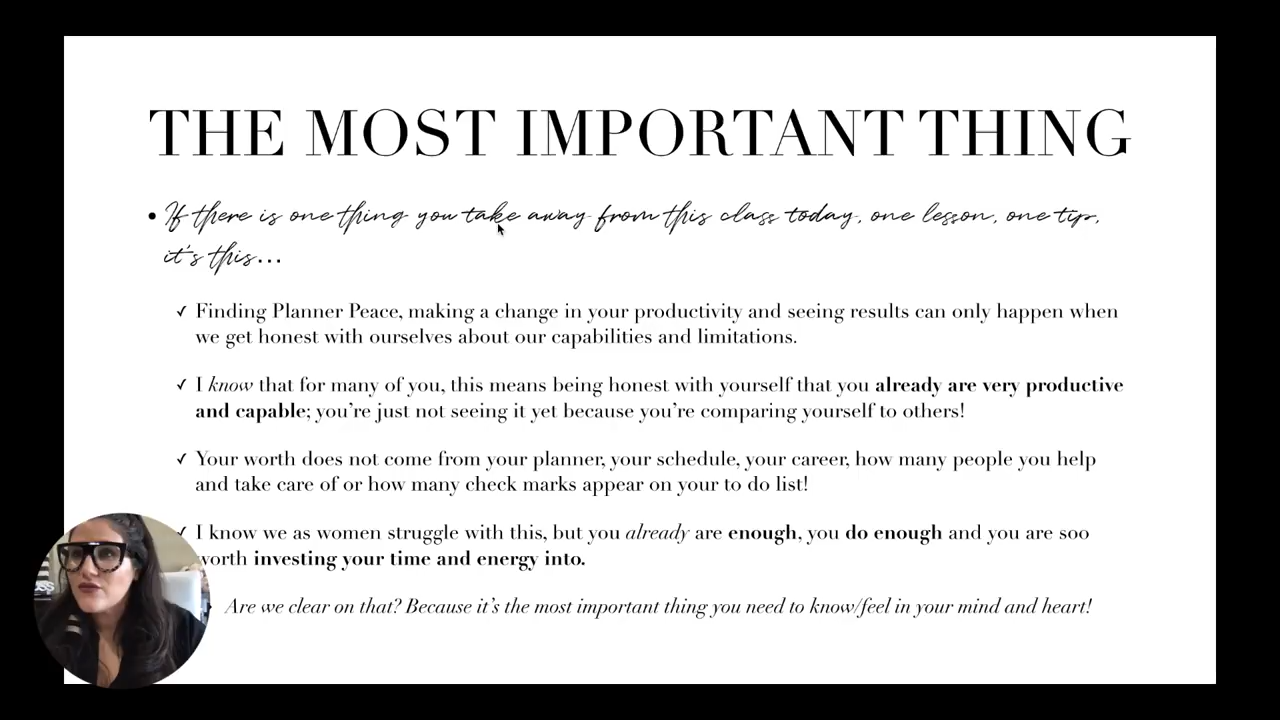 THE MOST IMPORTANT THING
• If there is one thing you take away from this class today, one lesson, one tip,
it's this...
✓ Finding Planner Peace, making a change in your productivity and seeing results can only happen when
we get honest with ourselves about our capabilities and limitations.
✓ I know that for many of you, this means being honest with yourself that you already are very productive
and capable; you're just not seeing it yet because you're comparing yourself to others!
✓ Your worth does not come from your planner, your schedule, your career, how many people you help
and take care of or how many check marks appear on your to do list!
✓ I know we as women struggle with this, but you already are enough, you do enough and you are soo
worth investing your time and energy into.
Are we clear on that? Because it's the most important thing you need to know/feel in your mind and heart!